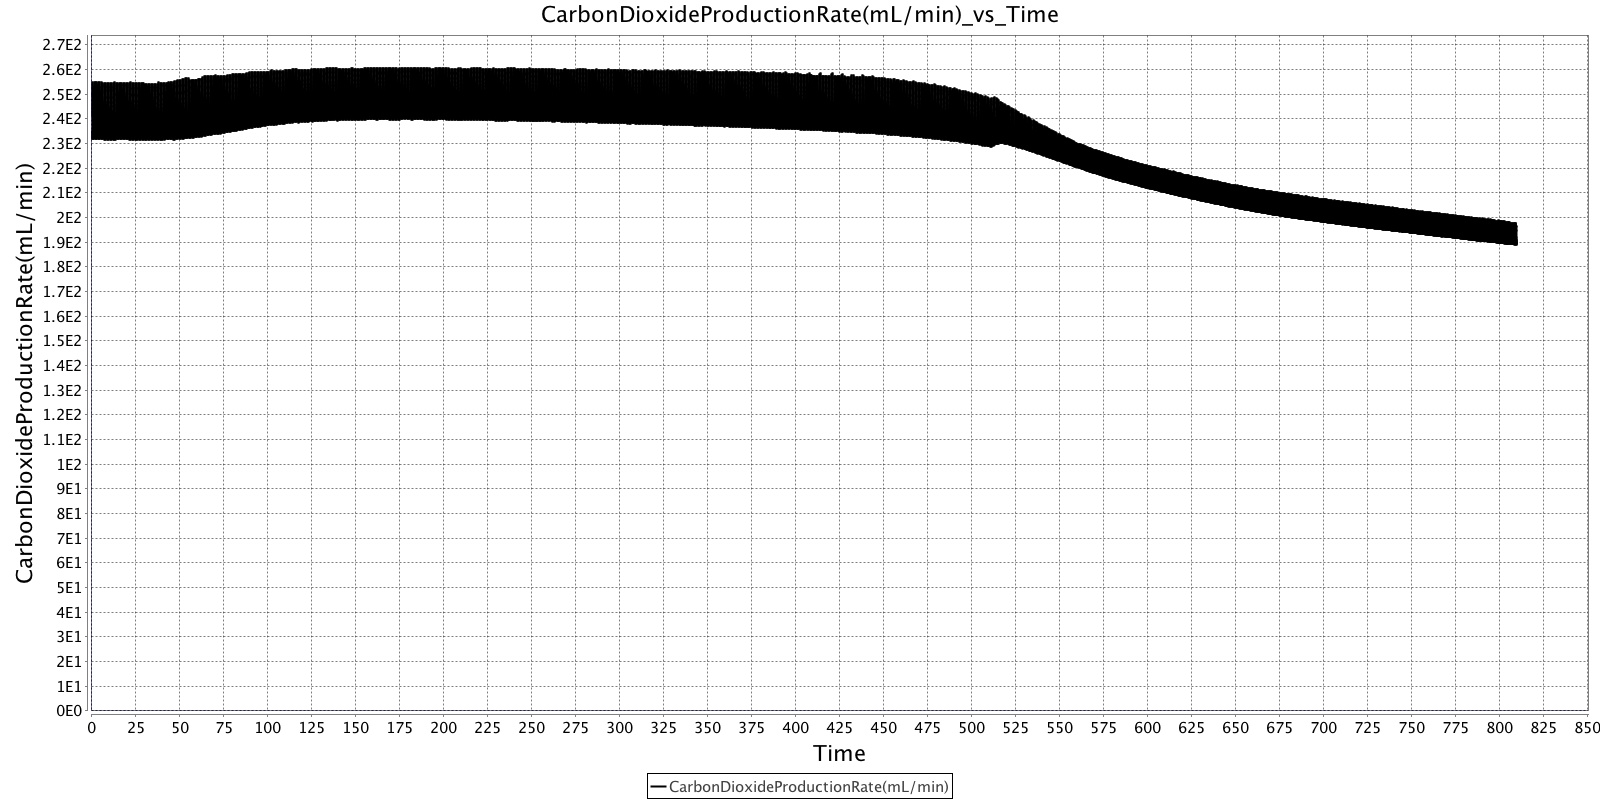 CarbonDioxideProductionRate(mL/min)_vs_Time
CarbonDioxideProductionRate(mL/min)
2.7E2
2.6E2
2.5E2
2.4E2
2.3E2
2.2E2
2.1E2
2E2
1.9E2
1.8E2
1.7E2
1.6E2
1.5E2
1.4E2
1.3E2
1.2E2
1.1E2
1E2
9E1
8E1
7E1
6E1
5E1
4E1
3E1
2E1
1E1
0E0
0 25 50 75 100 125 150 175 200 225 250 275 300 325 350 375 400 425 450 475 500 525 550 575 600 625 650 675 700 725 750 775 800 825 850
Time
CarbonDioxideProductionRate(mL/min)